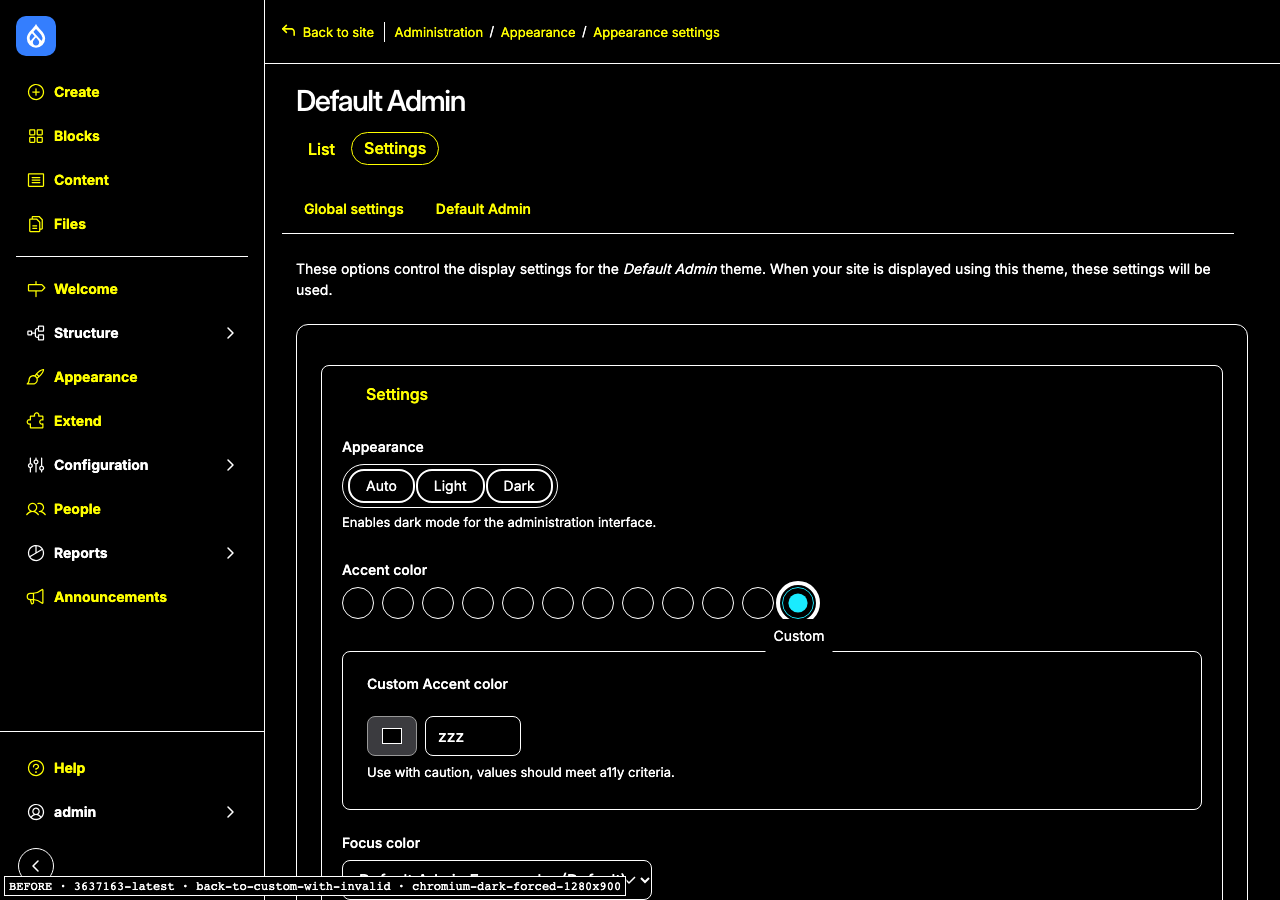 Back to site
Administration / Appearance / Appearance settings
Create
Blocks
Content
Files
Welcome
Structure
Appearance
Extend
Configuration
People
Reports
Announcements
Help
admin
Default Admin
List
Settings
Global settings
Default Admin
These options control the display settings for the Default Admin theme. When your site is displayed using this theme, these settings will be
used.
Settings
Appearance
Auto
Light
Dark
Enables dark mode for the administration interface.
Accent color
Custom
Custom Accent color
zzz
Use with caution, values should meet a11y criteria.
Focus color
BEFORE · 3637163-latest · back-to-custom-with-invalid · chromium-dark-forced-1280x900